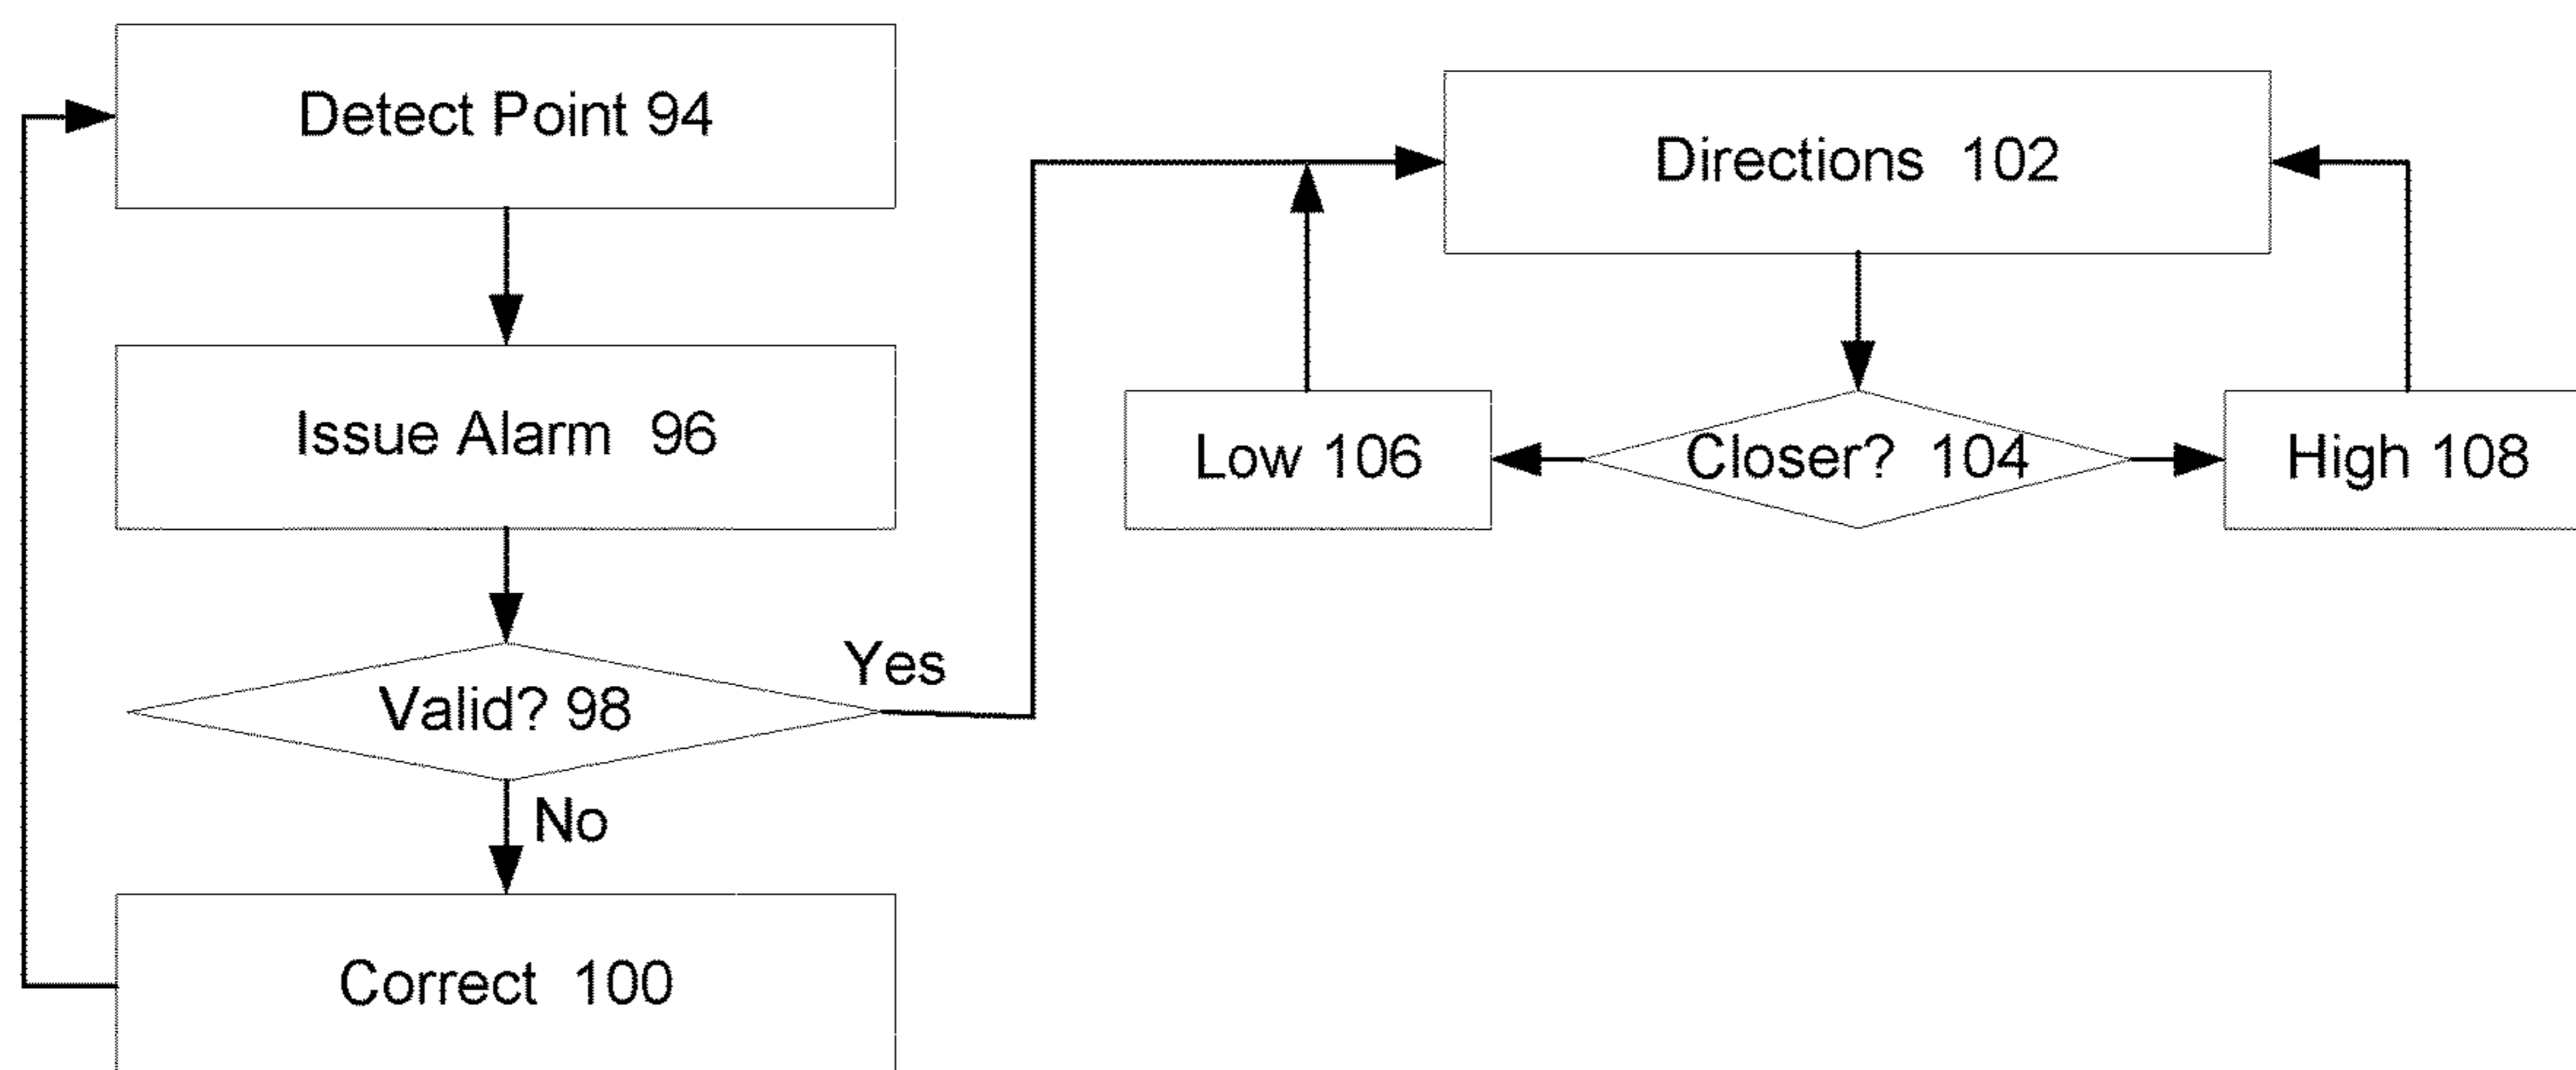 Detect Point 94
Issue Alarm 96
Valid? 98
Yes
No
Correct 100
Directions 102
Closer? 104
Low 106
High 108